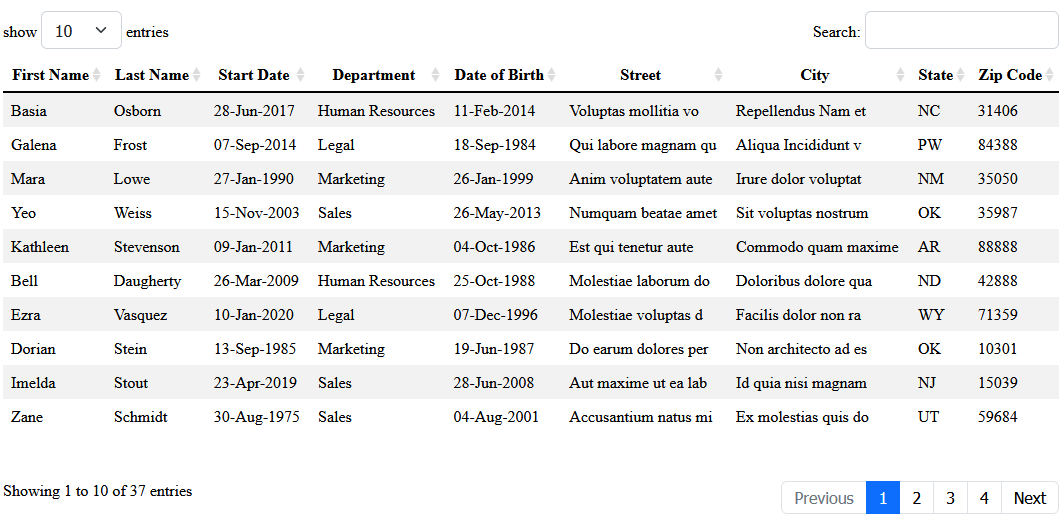 show 10 entries Search:
First Name Last Name Start Date Department Date of Birth Street City State Zip Code
Basia Osborn 28-Jun-2017 Human Resources 11-Feb-2014 Voluptas mollitia vo Repellendus Nam et NC 31406
Galena Frost 07-Sep-2014 Legal 18-Sep-1984 Qui labore magnam qu Aliqua Incididunt v PW 84388
Mara Lowe 27-Jan-1990 Marketing 26-Jan-1999 Anim voluptatem aute Irure dolor voluptat NM 35050
Yeo Weiss 15-Nov-2003 Sales 26-May-2013 Numquam beatae amet Sit voluptas nostrum OK 35987
Kathleen Stevenson 09-Jan-2011 Marketing 04-Oct-1986 Est qui tenetur aute Commodo quam maxime AR 88888
Bell Daugherty 26-Mar-2009 Human Resources 25-Oct-1988 Molestiae laborum do Doloribus dolore qua ND 42888
Ezra Vasquez 10-Jan-2020 Legal 07-Dec-1996 Molestiae voluptas d Facilis dolor non ra WY 71359
Dorian Stein 13-Sep-1985 Marketing 19-Jun-1987 Do earum dolores per Non architecto ad es OK 10301
Imelda Stout 23-Apr-2019 Sales 28-Jun-2008 Aut maxime ut ea lab Id quia nisi magnam NJ 15039
Zane Schmidt 30-Aug-1975 Sales 04-Aug-2001 Accusantium natus mi Ex molestias quis do UT 59684
Showing 1 to 10 of 37 entries Previous 1 2 3 4 Next